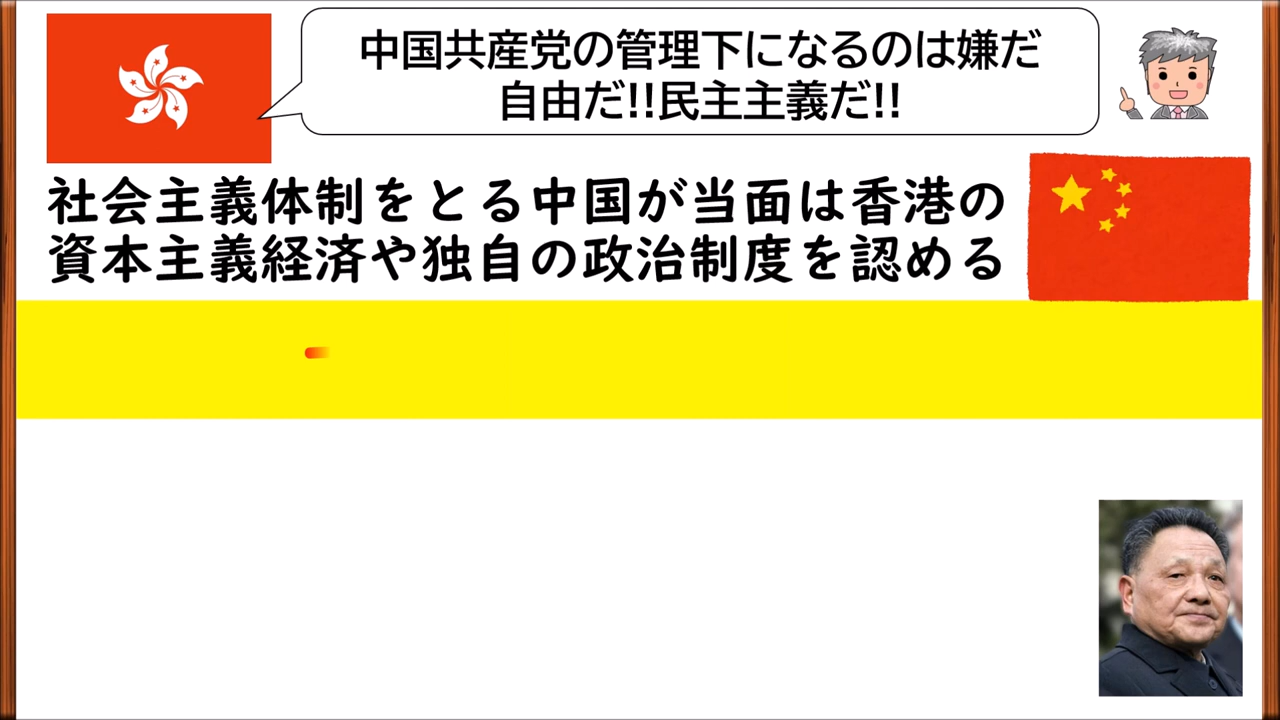 中国共産党の管理下になるのは嫌だ
自由だ!!民主主義だ!!
社会主義体制をとる中国が当面は香港の
資本主義経済や独自の政治制度を認める